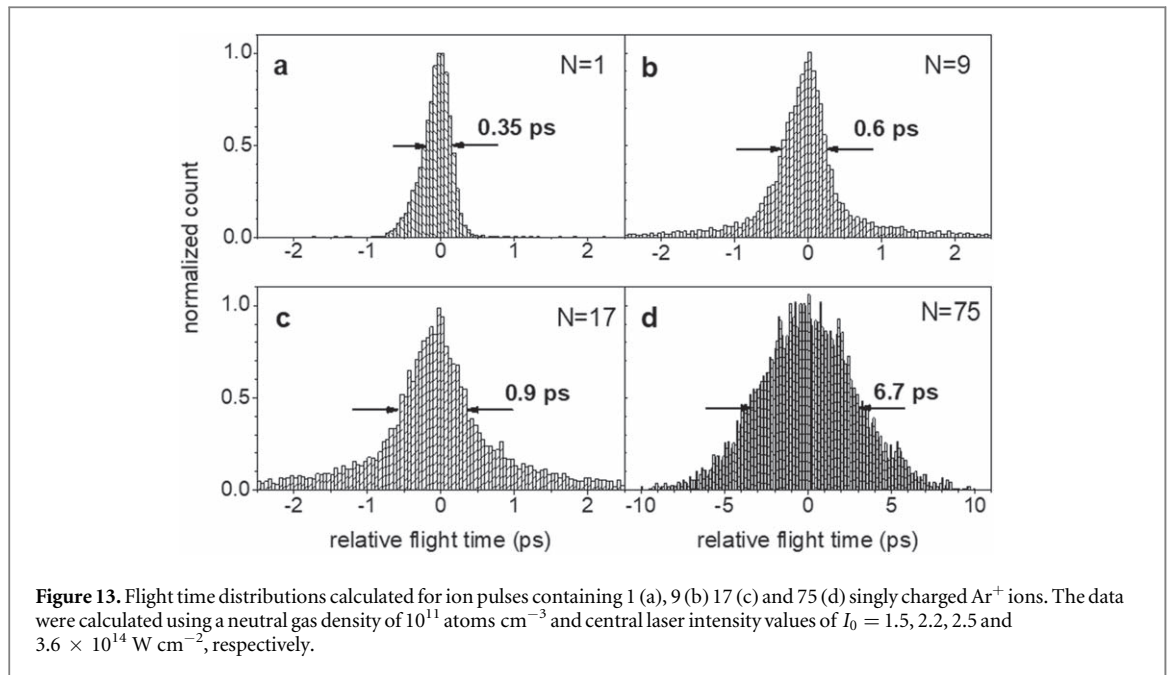 a
N=1
0.35 ps
b
N=9
0.6 ps
1.0
0.5
0.0
-2 -1 0 1 2
-2 -1 0 1 2
normalized count
c
N=17
0.9 ps
d
N=75
6.7 ps
1.0
0.5
0.0
-2 -1 0 1 2
-10 -5 0 5 10
relative flight time (ps)
relative flight time (ps)
Figure 13. Flight time distributions calculated for ion pulses containing 1 (a), 9 (b) 17 (c) and 75 (d) singly charged Ar⁺ ions. The data
were calculated using a neutral gas density of 10¹¹ atoms cm⁻³ and central laser intensity values of I₀ = 1.5, 2.2, 2.5 and
3.6 × 10¹⁴ W cm⁻², respectively.